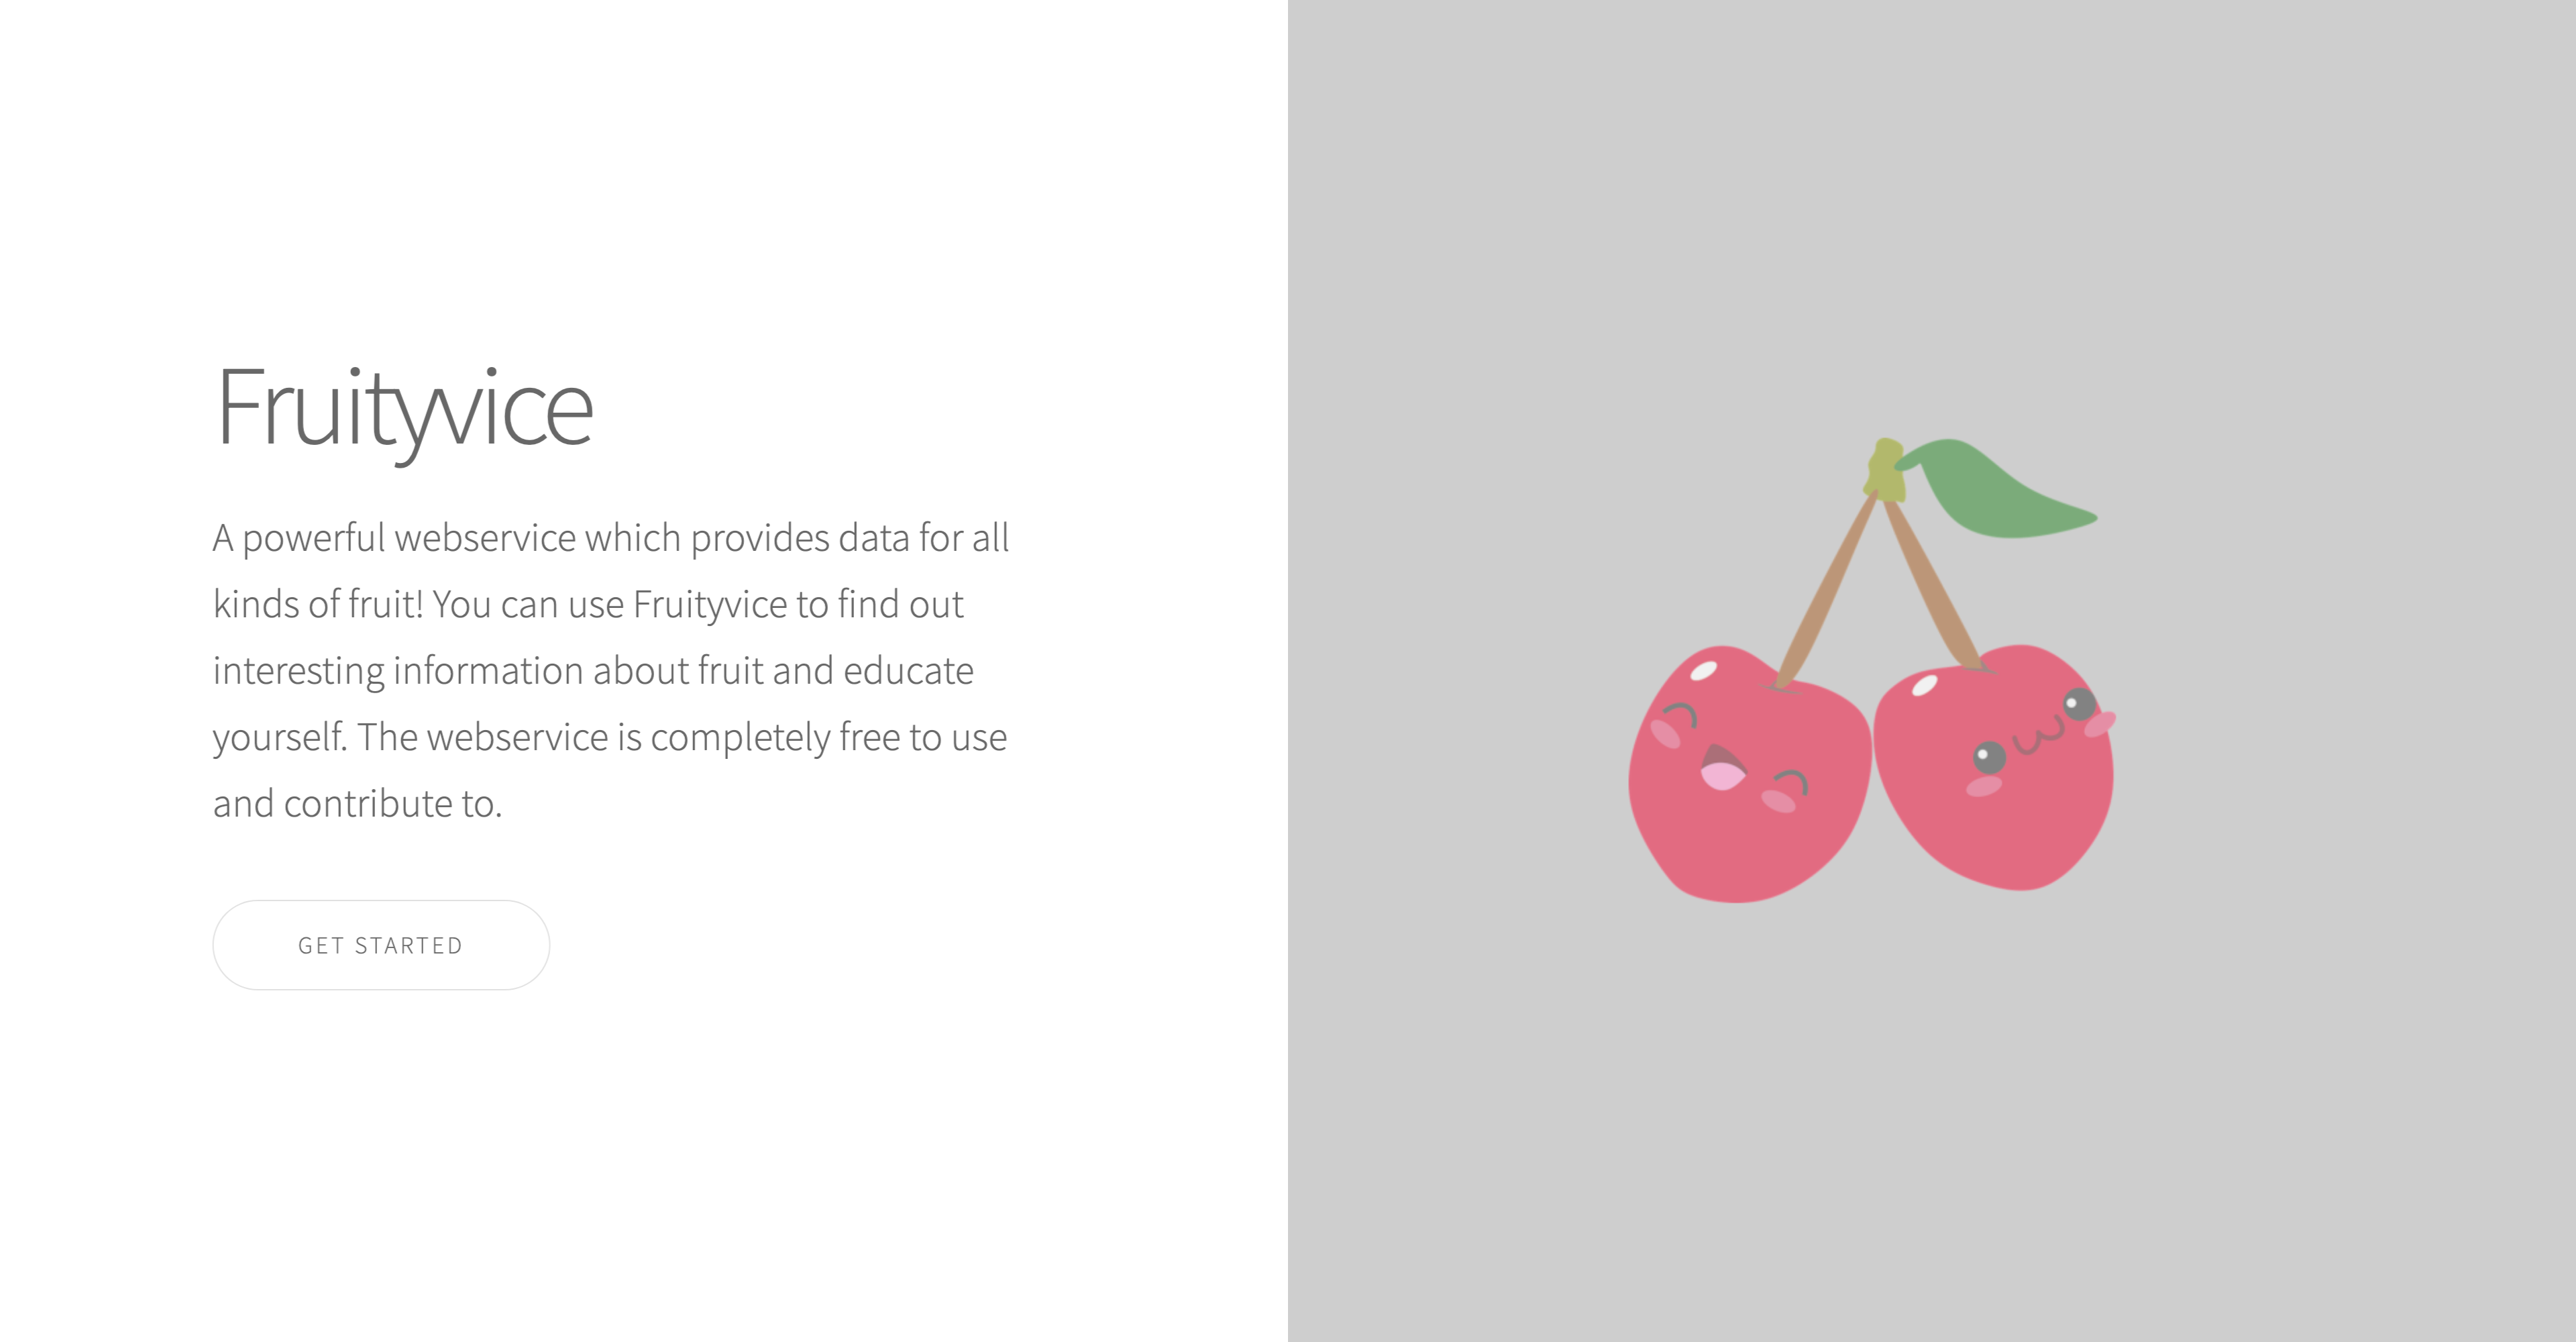 Fruityvice
A powerful webservice which provides data for all
kinds of fruit! You can use Fruityvice to find out
interesting information about fruit and educate
yourself. The webservice is completely free to use
and contribute to.
GET STARTED